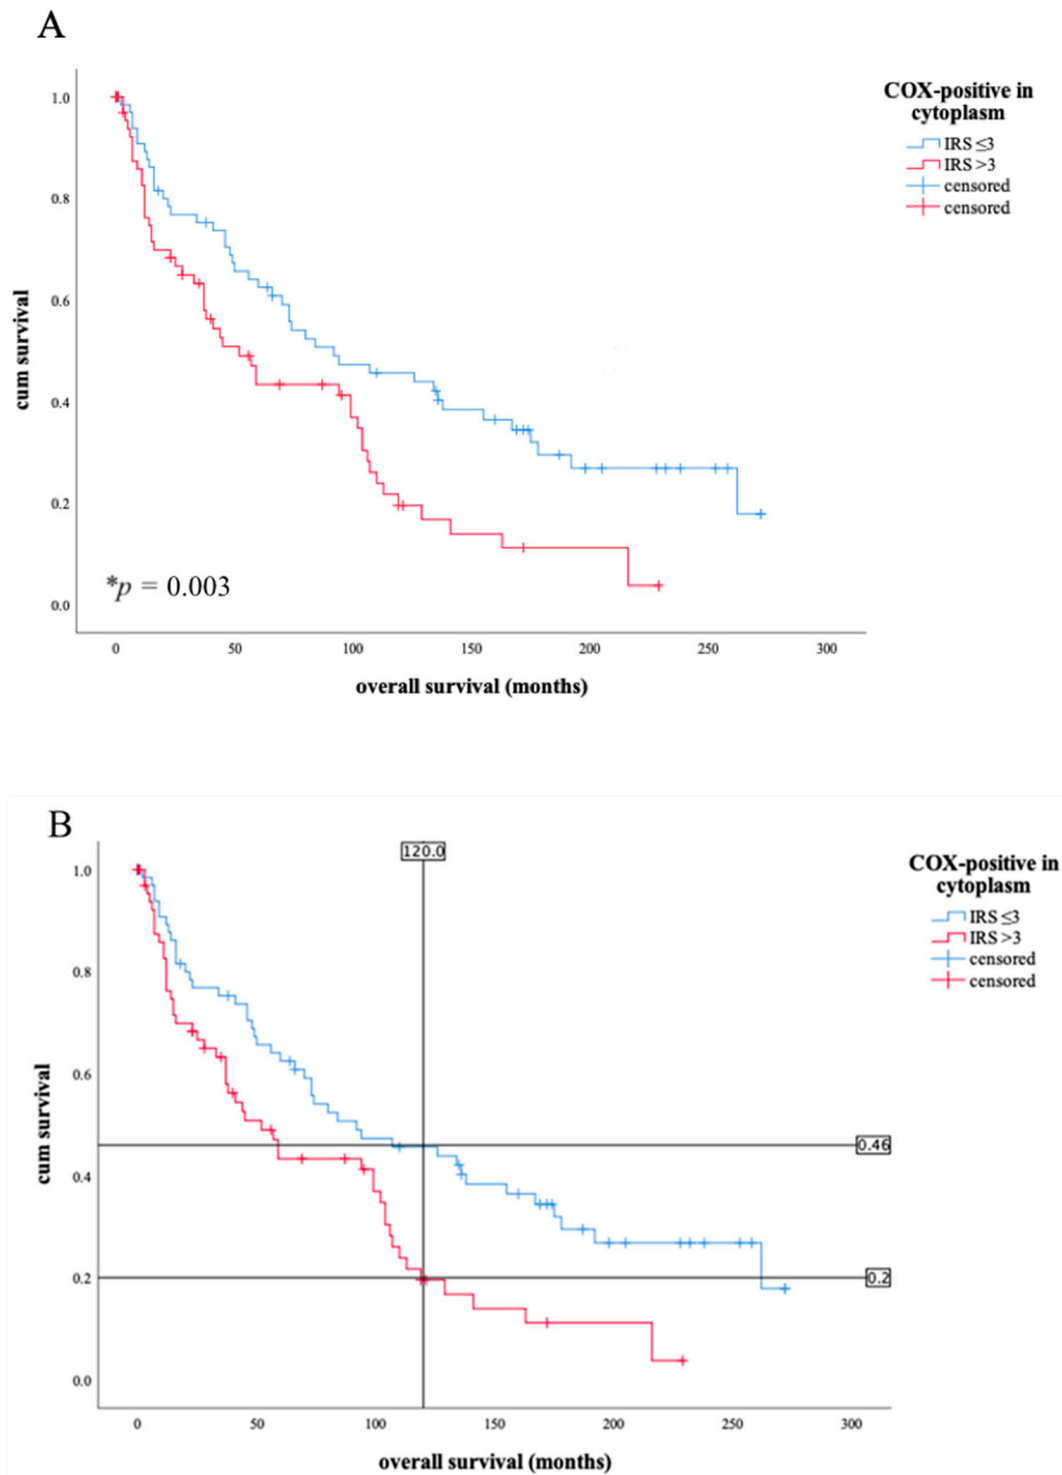 A
COX-positive in
cytoplasm
IRS ≤3
IRS >3
censored
censored
1.0
0.8
0.6
0.4
0.2
0.0
cum survival
*p = 0.003
0 50 100 150 200 250 300
overall survival (months)
B
120.0
COX-positive in
cytoplasm
IRS ≤3
IRS >3
censored
censored
1.0
0.8
0.6
0.4
0.2
0.0
cum survival
0.46
0.2
0 50 100 150 200 250 300
overall survival (months)